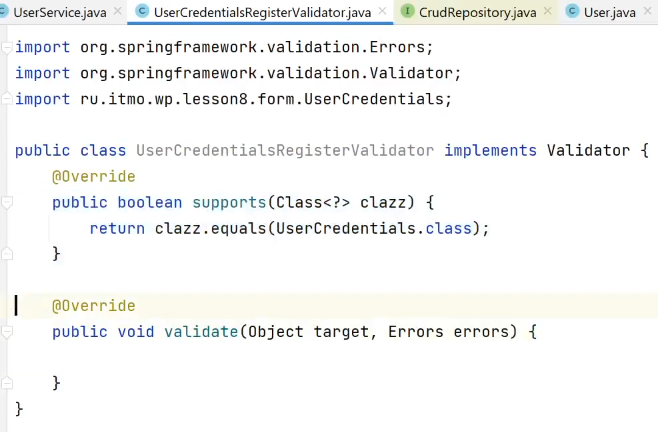 UserService.java × UserCredentialsRegisterValidator.java × CrudRepository.java × User.java ×
import org.springframework.validation.Errors;
import org.springframework.validation.Validator;
import ru.itmo.wp.lesson8.form.UserCredentials;
public class UserCredentialsRegisterValidator implements Validator {
@Override
public boolean supports(Class<?> clazz) {
return clazz.equals(UserCredentials.class);
}
@Override
public void validate(Object target, Errors errors) {
}
}